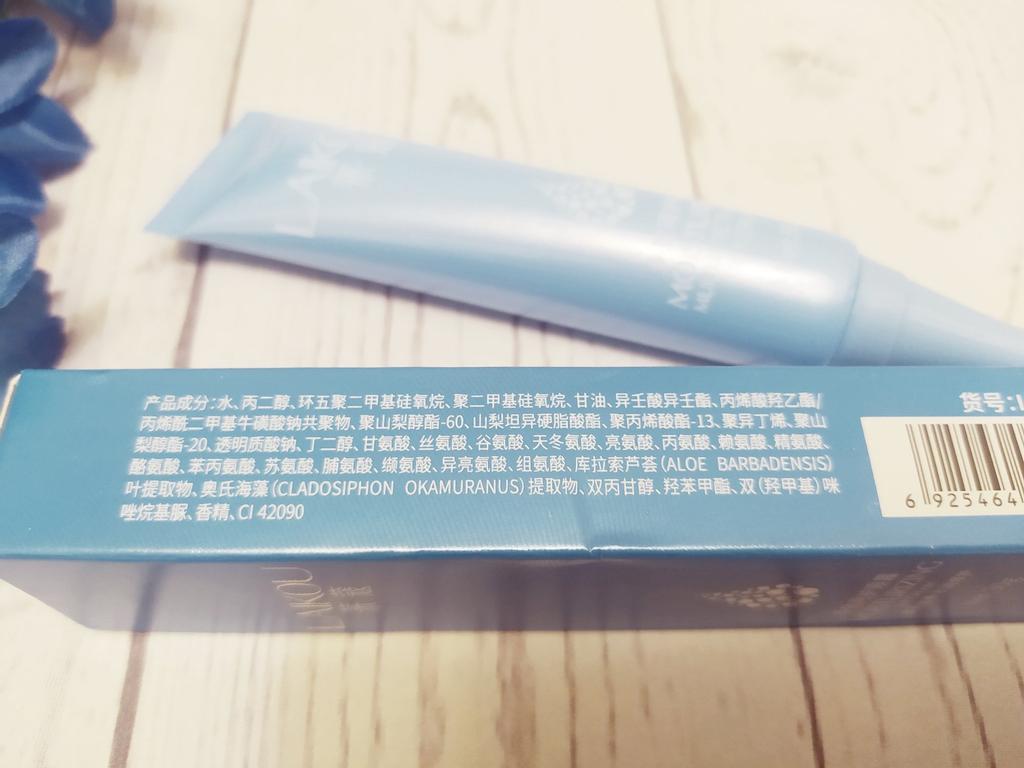 产品成分:水、丙二醇、环五聚二甲基硅氧烷、聚二甲基硅氧烷、甘油、异壬酸异壬酯、丙烯酸羟乙酯/
丙烯酰二甲基牛磺酸钠共聚物、聚山梨醇酯-60、山梨坦异硬脂酸酯、聚丙烯酸酯-13、聚异丁烯、聚山
梨醇酯-20、透明质酸钠、丁二醇、甘氨酸、丝氨酸、谷氨酸、天冬氨酸、亮氨酸、丙氨酸、赖氨酸、精氨酸、
酪氨酸、苯丙氨酸、苏氨酸、脯氨酸、缬氨酸、异亮氨酸、组氨酸、库拉索芦荟(ALOE BARBADENSIS)
叶提取物、奥氏海藻(CLADOSIPHON OKAMURANUS)提取物、双丙甘醇、羟苯甲酯、双(羟甲基)咪
唑烷基脲、香精、CI 42090
货号:
6 925464